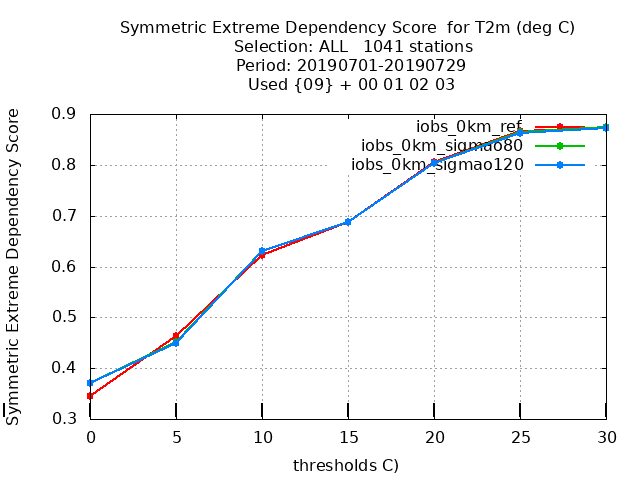 Symmetric Extreme Dependency Score  for T2m (deg C)
Selection: ALL   1041 stations
Period: 20190701-20190729
Used {09} + 00 01 02 03
Symmetric Extreme Dependency Score
0.9
0.8
0.7
0.6
0.5
0.4
0.3
iobs_0km_ref
iobs_0km_sigmao80
iobs_0km_sigmao120
0 5 10 15 20 25 30
thresholds C)